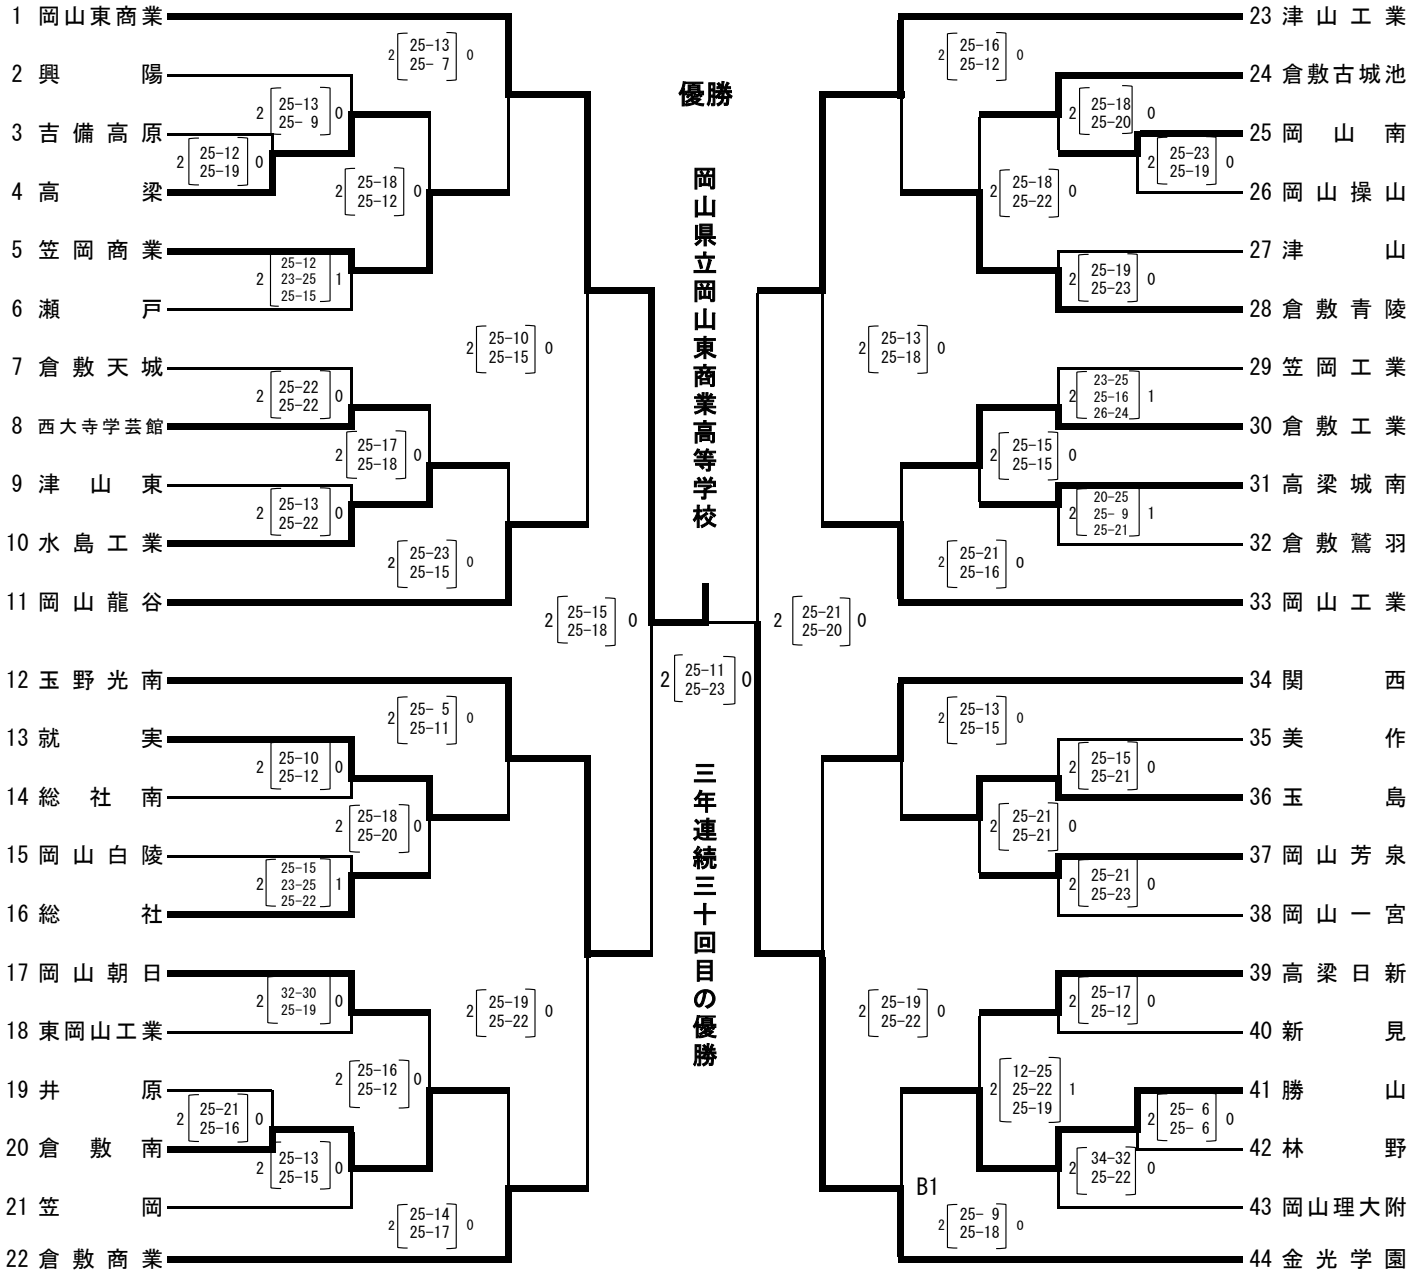 1 岡山東商業
2 興陽
3 吉備高原
4 高梁
5 笠岡商業
6 瀬戸
7 倉敷天城
8 西大寺学芸館
9 津山東
10 水島工業
11 岡山龍谷
12 玉野光南
13 就実
14 総社南
15 岡山白陵
16 総社
17 岡山朝日
18 東岡山工業
19 井原
20 倉敷南
21 笠岡
22 倉敷商業
2 25-13 0
25- 7
2 25-13 0
25- 9
2 25-12 0
25-19
2 25-18 0
25-12
2 25-12 1
23-25
25-15
2 25-10 0
25-15
2 25-22 0
25-22
2 25-17 0
25-18
2 25-13 0
25-22
2 25-23 0
25-15
2 25-15 0
25-18
2 25- 5 0
25-11
2 25-10 0
25-12
2 25-18 0
25-20
2 25-15 1
23-25
25-22
2 32-30 0
25-19
2 25-19 0
25-22
2 25-16 0
25-12
2 25-21 0
25-16
2 25-13 0
25-15
2 25-14 0
25-17
優勝
岡山県立岡山東商業高等学校
2 25-11 0
25-23
三年連続三十回目の優勝
2 25-16 0
25-12
2 25-18 0
25-20
2 25-23 0
25-19
2 25-18 0
25-22
2 25-19 0
25-23
2 25-13 0
25-18
2 23-25 1
25-16
26-24
2 25-15 0
25-15
2 20-25 1
25- 9
25-21
2 25-21 0
25-16
2 25-21 0
25-20
2 25-13 0
25-15
2 25-15 0
25-21
2 25-21 0
25-21
2 25-21 0
25-23
2 25-17 0
25-12
2 25-19 0
25-22
2 12-25 1
25-22
25-19
2 25- 6 0
25- 6
2 34-32 0
25-22
B1
2 25- 9 0
25-18
23 津山工業
24 倉敷古城池
25 岡山南
26 岡山操山
27 津山
28 倉敷青陵
29 笠岡工業
30 倉敷工業
31 高梁城南
32 倉敷鷲羽
33 岡山工業
34 関西
35 美作
36 玉島
37 岡山芳泉
38 岡山一宮
39 高梁日新
40 新見
41 勝山
42 林野
43 岡山理大附
44 金光学園